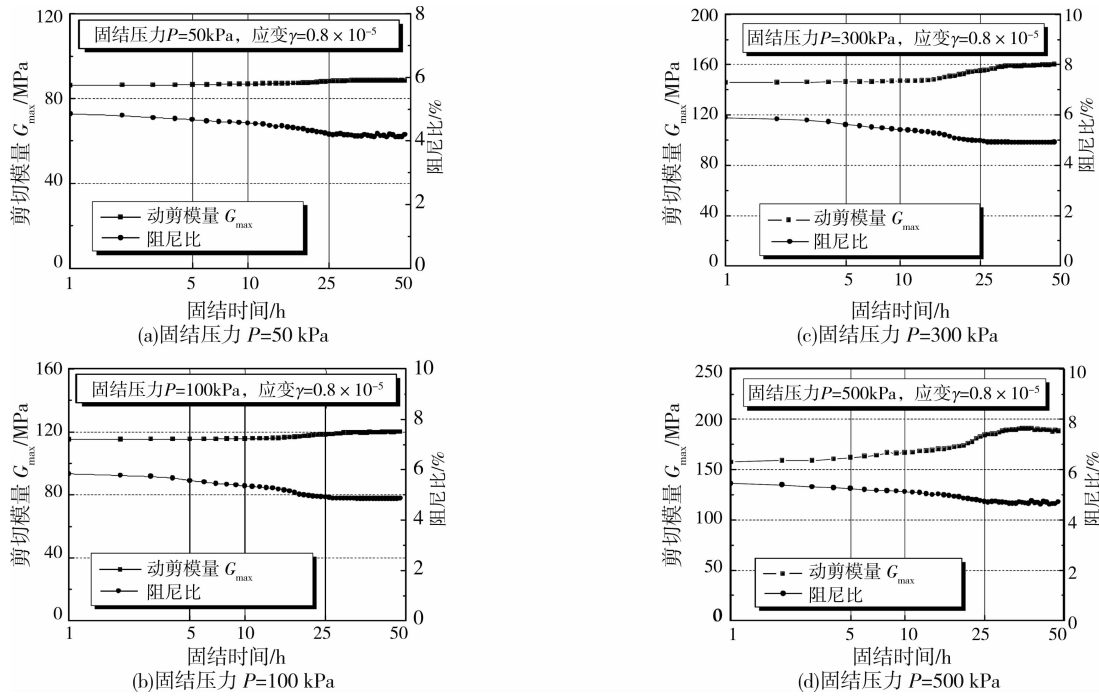 固结压力P=50kPa，应变γ=0.8×10⁻⁵
120
80
40
0
剪切模量 Gmax/MPa
8
6
4
2
0
阻尼比/%
动剪模量 Gmax
阻尼比
1 5 10 25 50
固结时间/h
(a)固结压力 P=50 kPa
固结压力P=300kPa，应变γ=0.8×10⁻⁵
200
160
120
80
40
0
剪切模量 Gmax/MPa
10
8
6
4
2
0
阻尼比/%
动剪模量 Gmax
阻尼比
1 5 10 25 50
固结时间/h
(c)固结压力 P=300 kPa
固结压力P=100kPa，应变γ=0.8×10⁻⁵
160
120
80
40
0
剪切模量 Gmax/MPa
10
8
6
4
2
0
阻尼比/%
动剪模量 Gmax
阻尼比
1 5 10 25 50
固结时间/h
(b)固结压力 P=100 kPa
固结压力P=500kPa，应变γ=0.8×10⁻⁵
250
200
150
100
50
0
剪切模量 Gmax/MPa
10
8
6
4
2
0
阻尼比/%
动剪模量 Gmax
阻尼比
1 5 10 25 50
固结时间/h
(d)固结压力 P=500 kPa